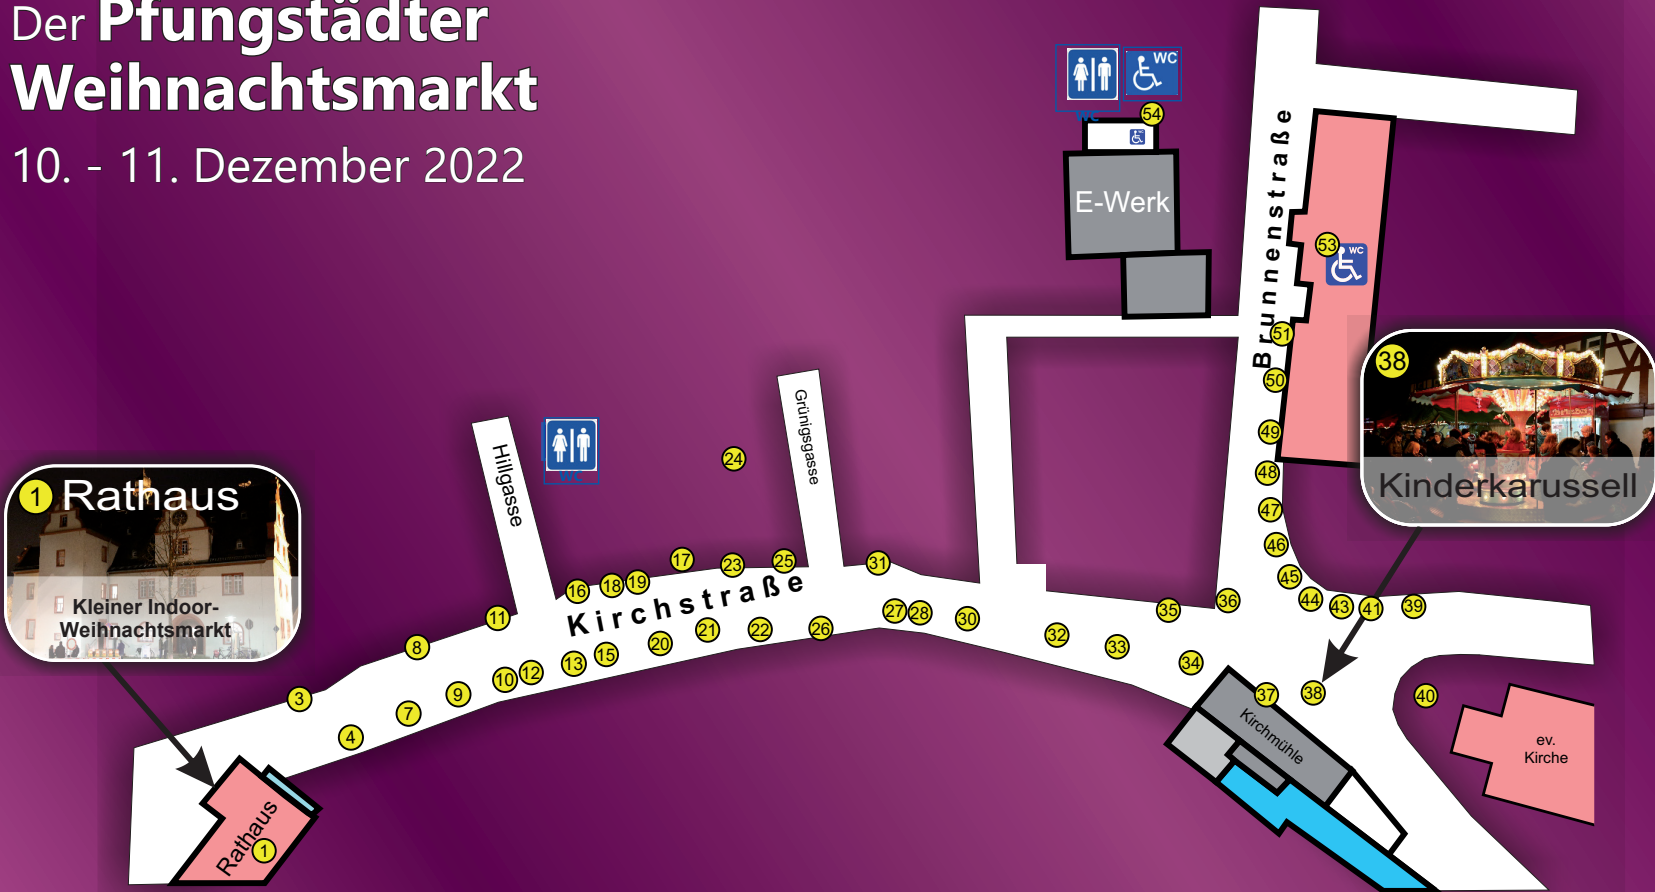 Der Pfungstädter
Weihnachtsmarkt
10. - 11. Dezember 2022
WC
WC
54
E-Werk
Brunnenstraße
53
WC
51
50
49
48
47
46
45
44
43
41
39
38
Kinderkarussell
1 Rathaus
Kleiner Indoor-
Weihnachtsmarkt
Hillgasse
WC
24
Grünigsgasse
Kirchstraße
3
8
11
16
18
19
17
23
25
31
4
7
9
10
12
13
15
20
21
22
26
27
28
30
32
33
34
35
36
37
38
40
Kirchmühle
ev.
Kirche
Rathaus
1